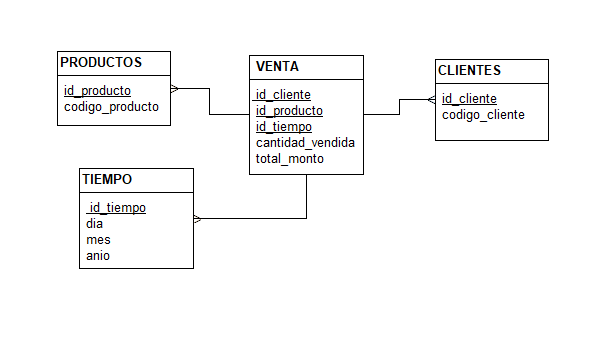 PRODUCTOS
id_producto
codigo_producto
VENTA
id_cliente
id_producto
id_tiempo
cantidad_vendida
total_monto
CLIENTES
id_cliente
codigo_cliente
TIEMPO
id_tiempo
dia
mes
anio